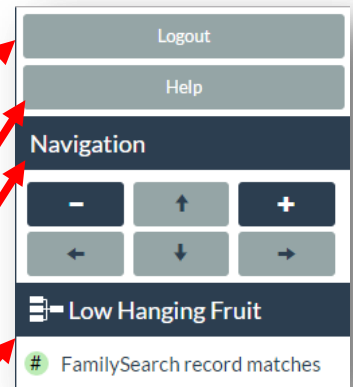 Logout
Help
Navigation
- ↑ +
← ↓ →
Low Hanging Fruit
# FamilySearch record matches